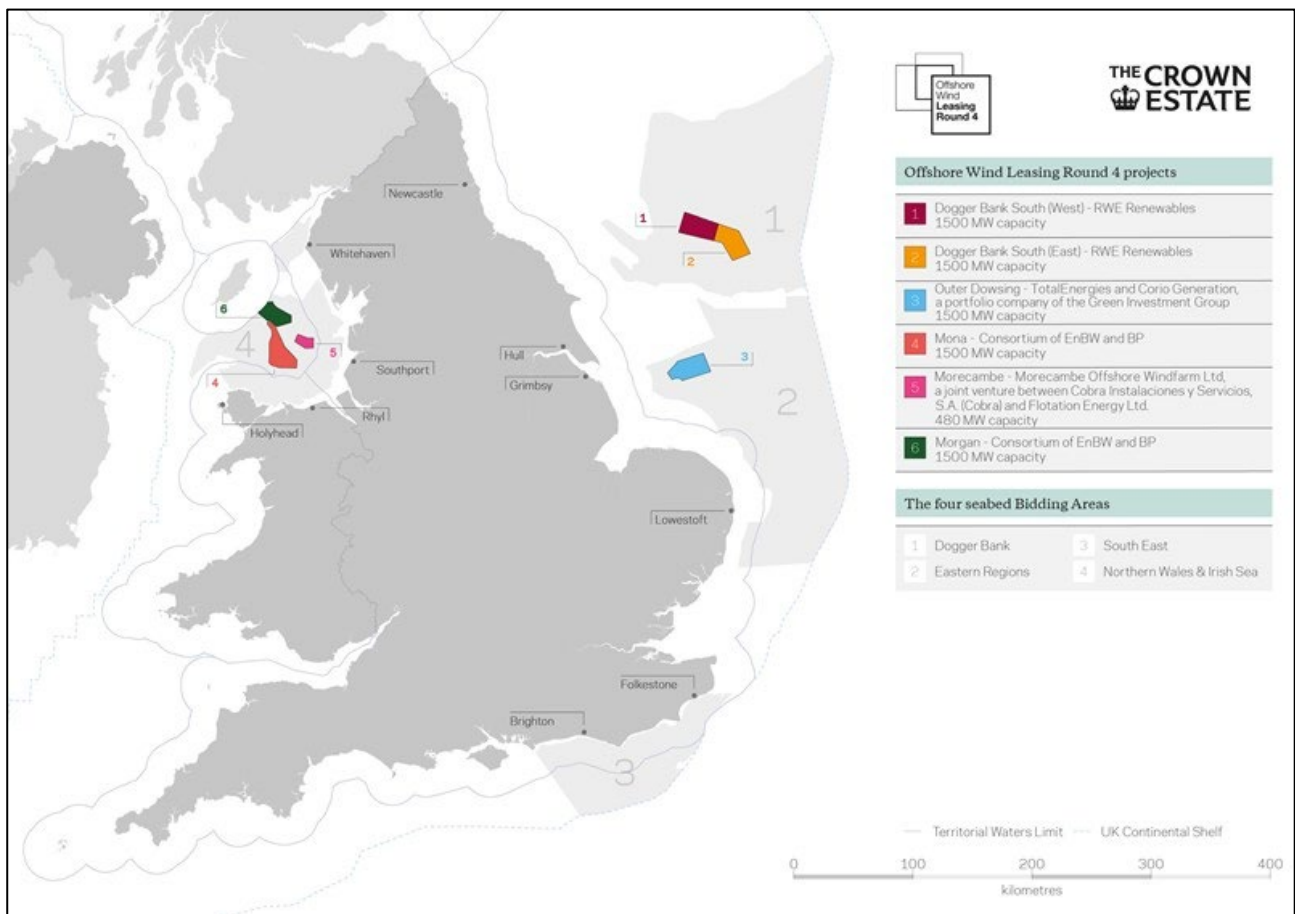 Offshore
Wind
Leasing
Round 4
THE CROWN
ESTATE
Offshore Wind Leasing Round 4 projects
1 Dogger Bank South (West) - RWE Renewables
1500 MW capacity
2 Dogger Bank South (East) - RWE Renewables
1500 MW capacity
3 Outer Dowsing - TotalEnergies and Corio Generation,
a portfolio company of the Green Investment Group
1500 MW capacity
4 Mona - Consortium of EnBW and BP
1500 MW capacity
5 Morecambe - Morecambe Offshore Windfarm Ltd,
a joint venture between Cobra Instalaciones y Servicios,
S.A. (Cobra) and Flotation Energy Ltd.
480 MW capacity
6 Morgan - Consortium of EnBW and BP
1500 MW capacity
The four seabed Bidding Areas
1 Dogger Bank
3 South East
2 Eastern Regions
4 Northern Wales & Irish Sea
Newcastle
1
1
Whitehaven
2
6
4
5
Hull
3
Southport
4
Grimsby
2
Rhyl
Holyhead
Lowestoft
Folkestone
Brighton
3
Territorial Waters Limit
UK Continental Shelf
0 100 200 300 400
kilometres